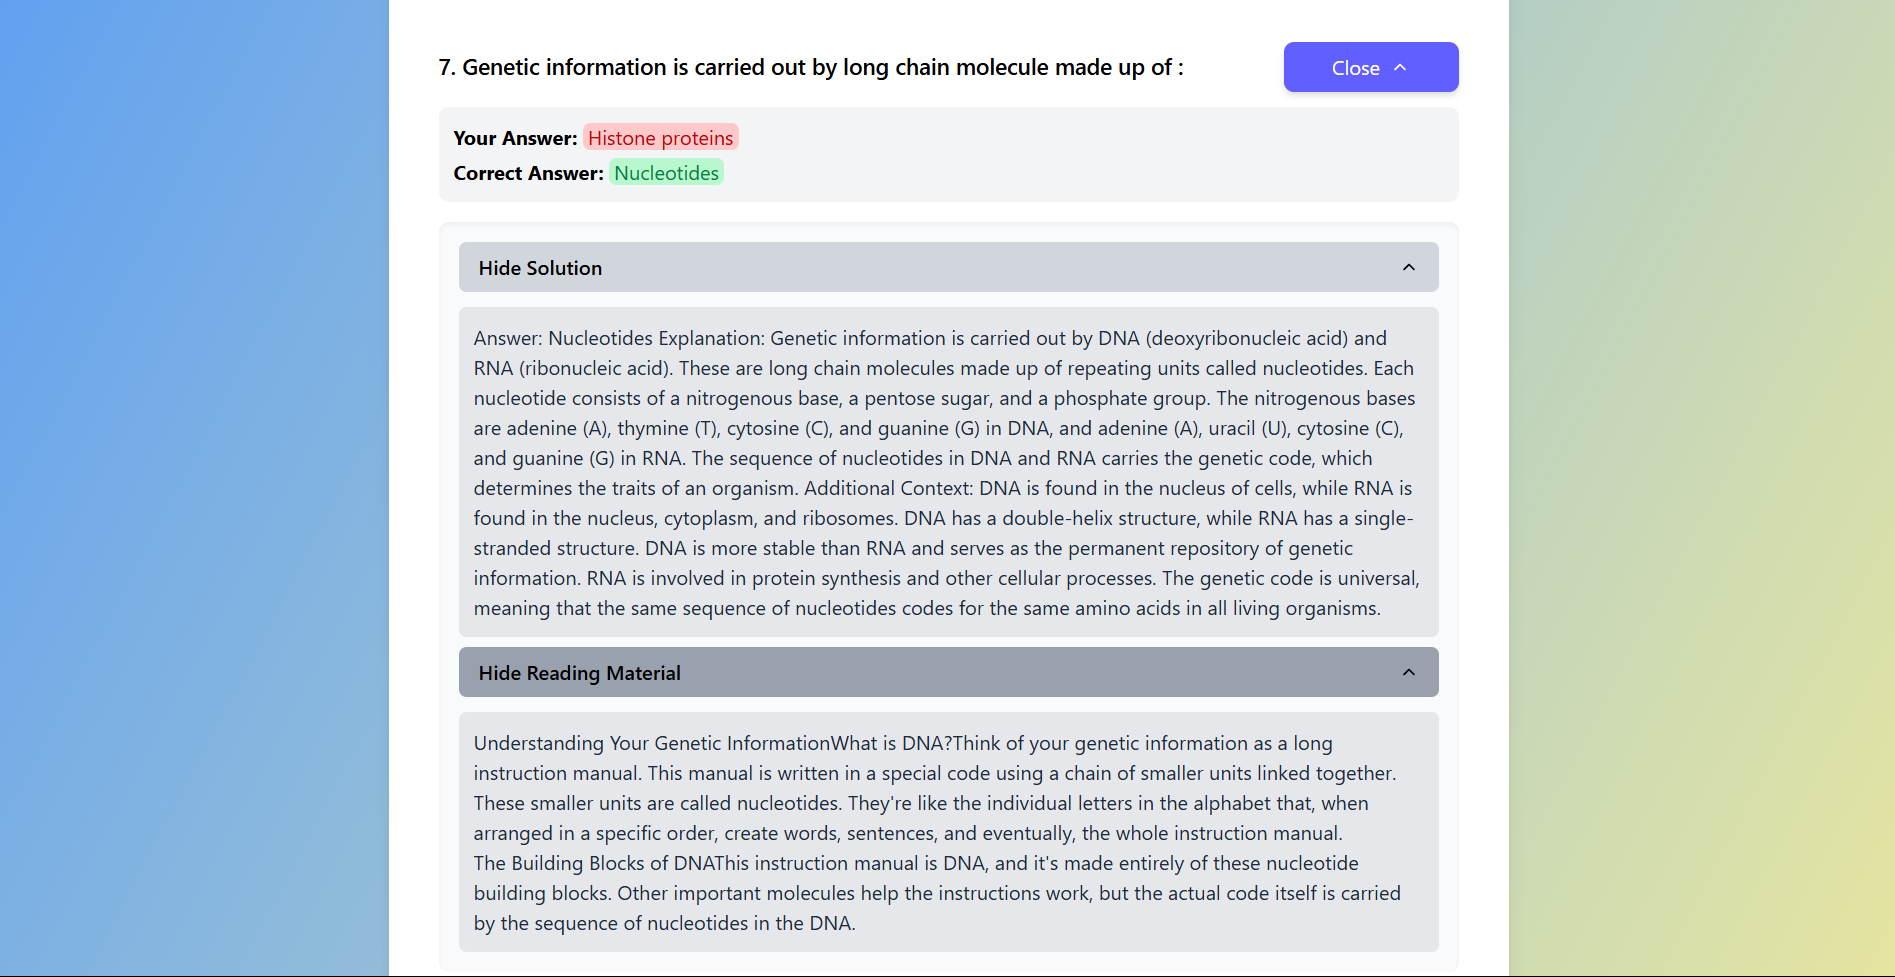 7. Genetic information is carried out by long chain molecule made up of :
Close
Your Answer: Histone proteins
Correct Answer: Nucleotides
Hide Solution
Answer: Nucleotides Explanation: Genetic information is carried out by DNA (deoxyribonucleic acid) and
RNA (ribonucleic acid). These are long chain molecules made up of repeating units called nucleotides. Each
nucleotide consists of a nitrogenous base, a pentose sugar, and a phosphate group. The nitrogenous bases
are adenine (A), thymine (T), cytosine (C), and guanine (G) in DNA, and adenine (A), uracil (U), cytosine (C),
and guanine (G) in RNA. The sequence of nucleotides in DNA and RNA carries the genetic code, which
determines the traits of an organism. Additional Context: DNA is found in the nucleus of cells, while RNA is
found in the nucleus, cytoplasm, and ribosomes. DNA has a double-helix structure, while RNA has a single-
stranded structure. DNA is more stable than RNA and serves as the permanent repository of genetic
information. RNA is involved in protein synthesis and other cellular processes. The genetic code is universal,
meaning that the same sequence of nucleotides codes for the same amino acids in all living organisms.
Hide Reading Material
Understanding Your Genetic InformationWhat is DNA?Think of your genetic information as a long
instruction manual. This manual is written in a special code using a chain of smaller units linked together.
These smaller units are called nucleotides. They're like the individual letters in the alphabet that, when
arranged in a specific order, create words, sentences, and eventually, the whole instruction manual.
The Building Blocks of DNAThis instruction manual is DNA, and it's made entirely of these nucleotide
building blocks. Other important molecules help the instructions work, but the actual code itself is carried
by the sequence of nucleotides in the DNA.